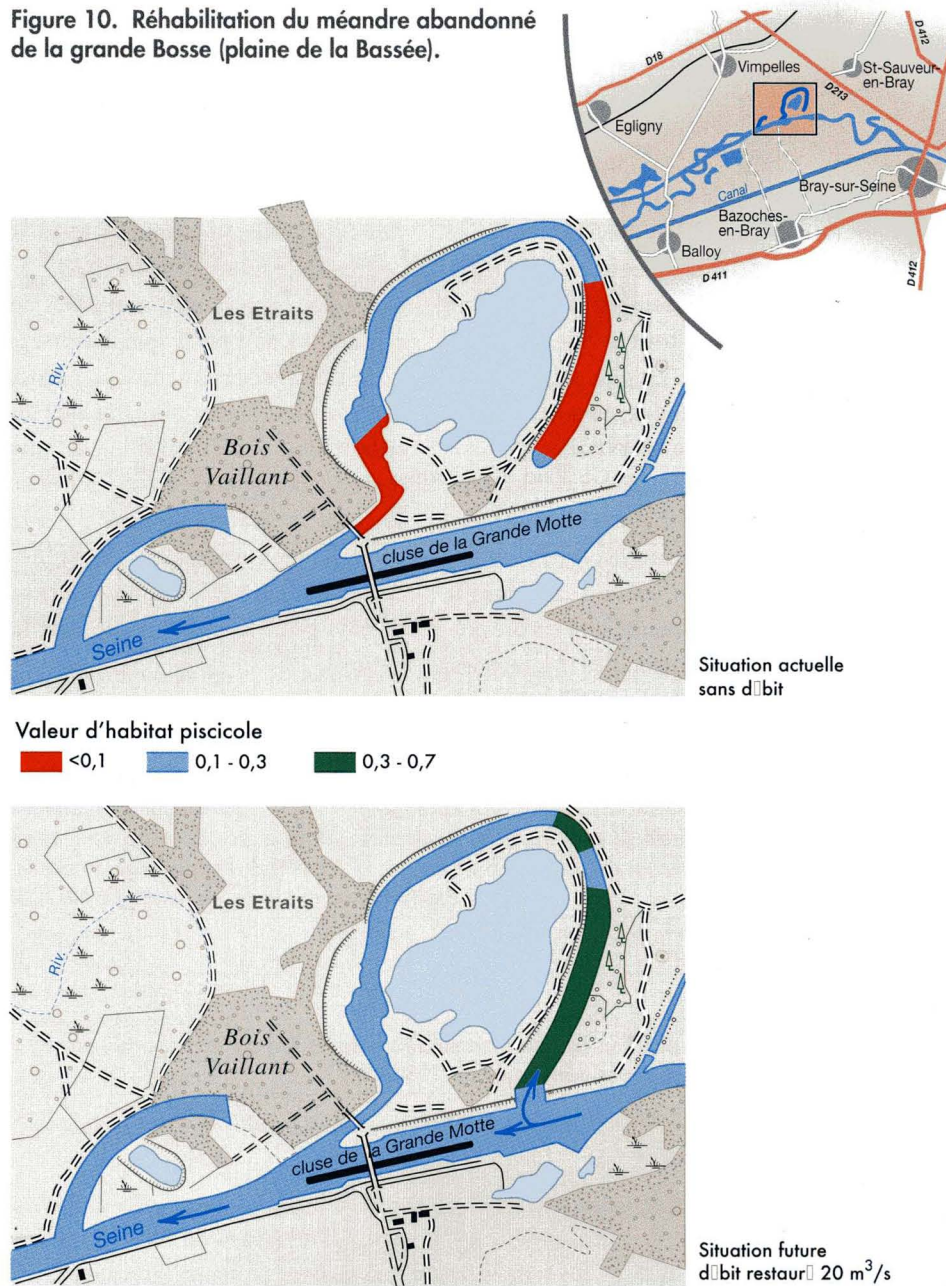 Figure 10. Réhabilitation du méandre abandonné
de la grande Bosse (plaine de la Bassée).
D18
Vimpelles
D412
St-Sauveur-
en-Bray
D213
Egligny
Canal
Bray-sur-Seine
Bazoches-
en-Bray
Balloy
D411
D412
Les Etraits
Riv.
Bois
Vaillant
cluse de la Grande Motte
Seine
Situation actuelle
sans d▯bit
Valeur d'habitat piscicole
<0,1
0,1 - 0,3
0,3 - 0,7
Les Etraits
Riv.
Bois
Vaillant
cluse de la Grande Motte
Seine
Situation future
d▯bit restaur▯ 20 m³/s